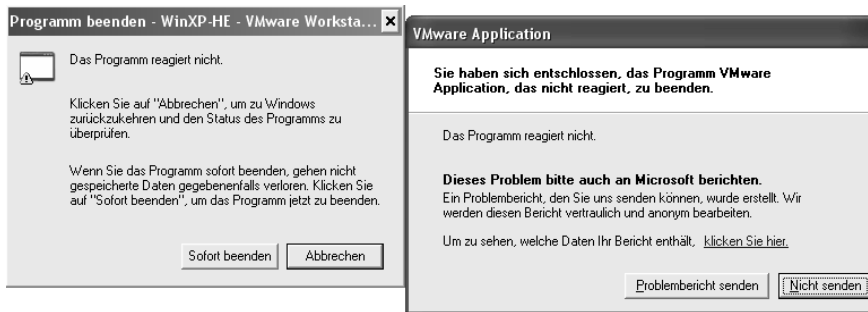 Programm beenden - WinXP-HE - VMware Worksta...
Das Programm reagiert nicht.
Klicken Sie auf "Abbrechen", um zu Windows
zurückzukehren und den Status des Programms zu
überprüfen.
Wenn Sie das Programm sofort beenden, gehen nicht
gespeicherte Daten gegebenenfalls verloren. Klicken Sie
auf "Sofort beenden", um das Programm jetzt zu beenden.
Sofort beenden
Abbrechen
VMware Application
Sie haben sich entschlossen, das Programm VMware
Application, das nicht reagiert, zu beenden.
Das Programm reagiert nicht.
Dieses Problem bitte auch an Microsoft berichten.
Ein Problembericht, den Sie uns senden können, wurde erstellt. Wir
werden diesen Bericht vertraulich und anonym bearbeiten.
Um zu sehen, welche Daten Ihr Bericht enthält, klicken Sie hier.
Problembericht senden
Nicht senden